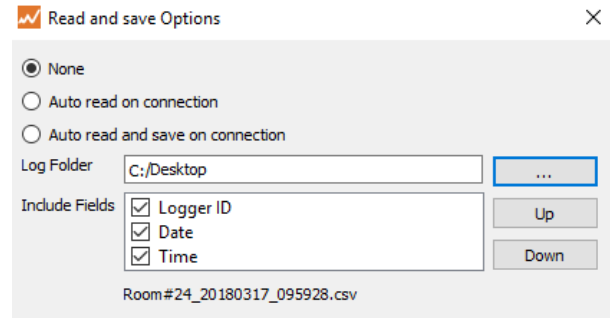 Read and save Options
None
Auto read on connection
Auto read and save on connection
Log Folder C:/Desktop ...
Include Fields Logger ID Up
Date
Time Down
Room#24_20180317_095928.csv